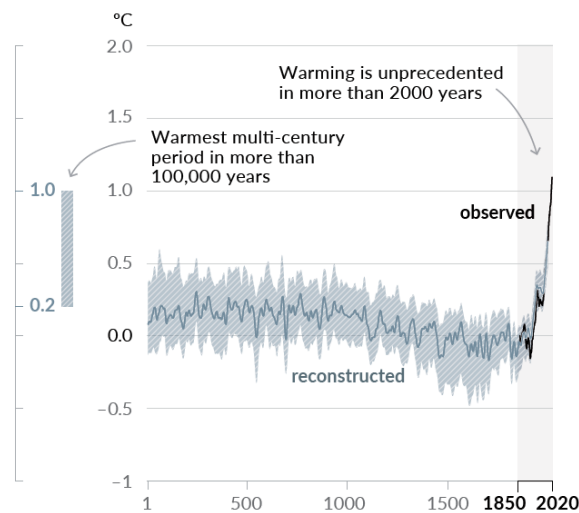 ºC
2.0
Warming is unprecedented
in more than 2000 years
1.5
Warmest multi-century
period in more than
100,000 years
1.0
1.0
observed
0.5
0.2
0.0
reconstructed
−0.5
−1
1
500
1000
1500
1850
2020